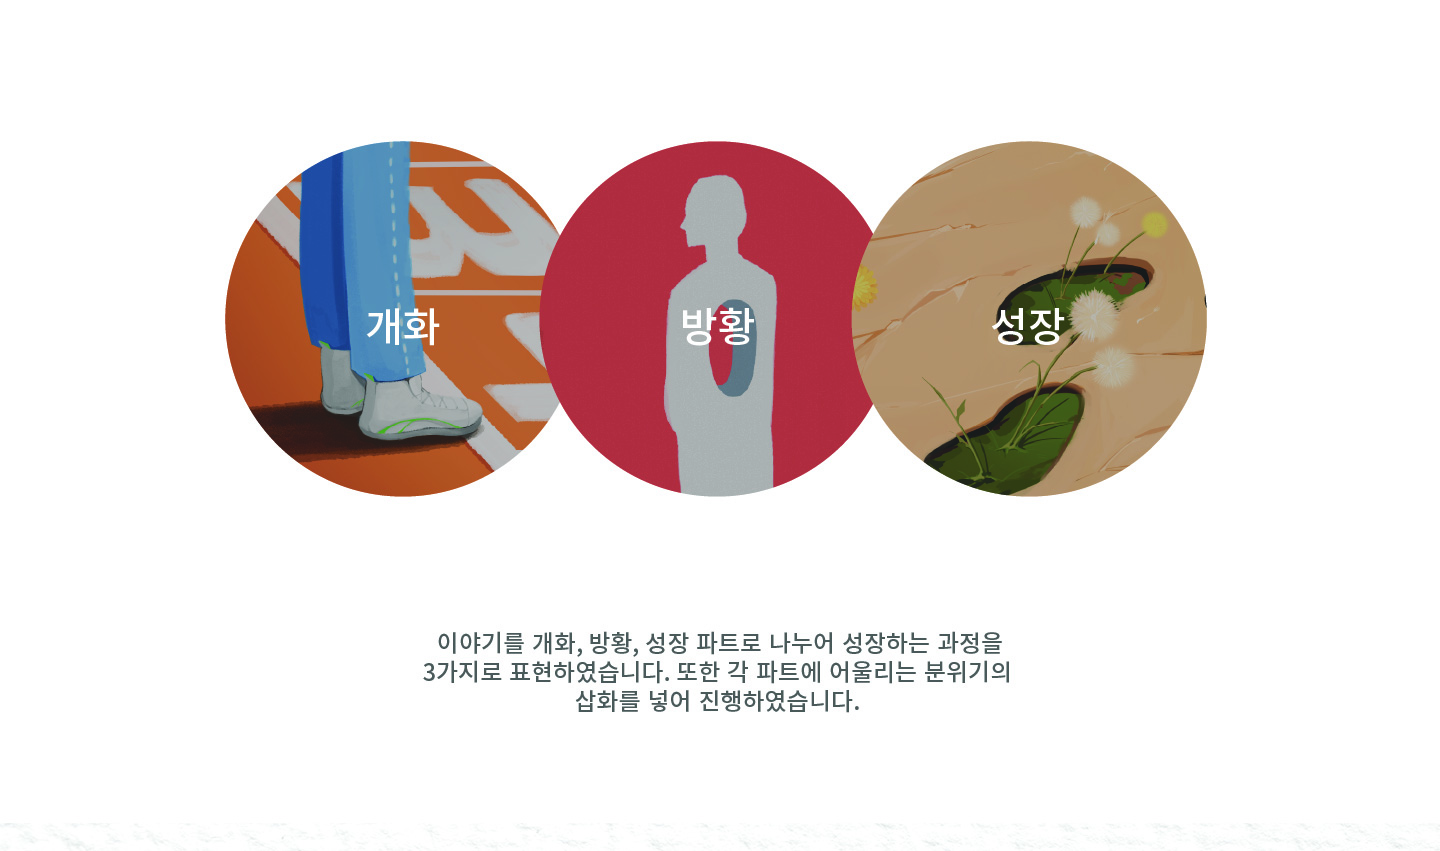 개화
방황
성장
이야기를 개화, 방황, 성장 파트로 나누어 성장하는 과정을
3가지로 표현하였습니다. 또한 각 파트에 어울리는 분위기의
삽화를 넣어 진행하였습니다.